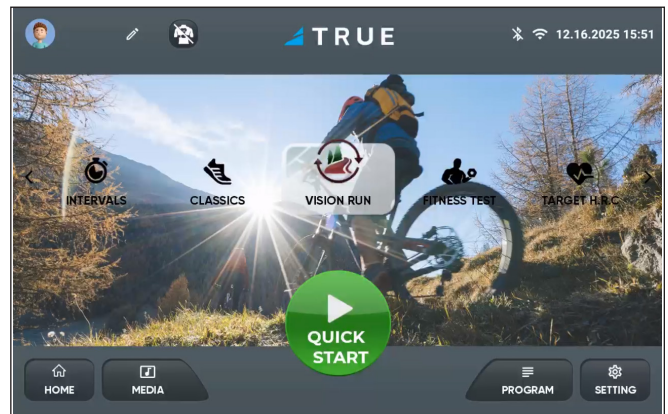 TRUE
12.16.2025 15:51
INTERVALS
CLASSICS
VISION RUN
FITNESS TEST
TARGET H.R.C
QUICK
START
HOME
MEDIA
PROGRAM
SETTING